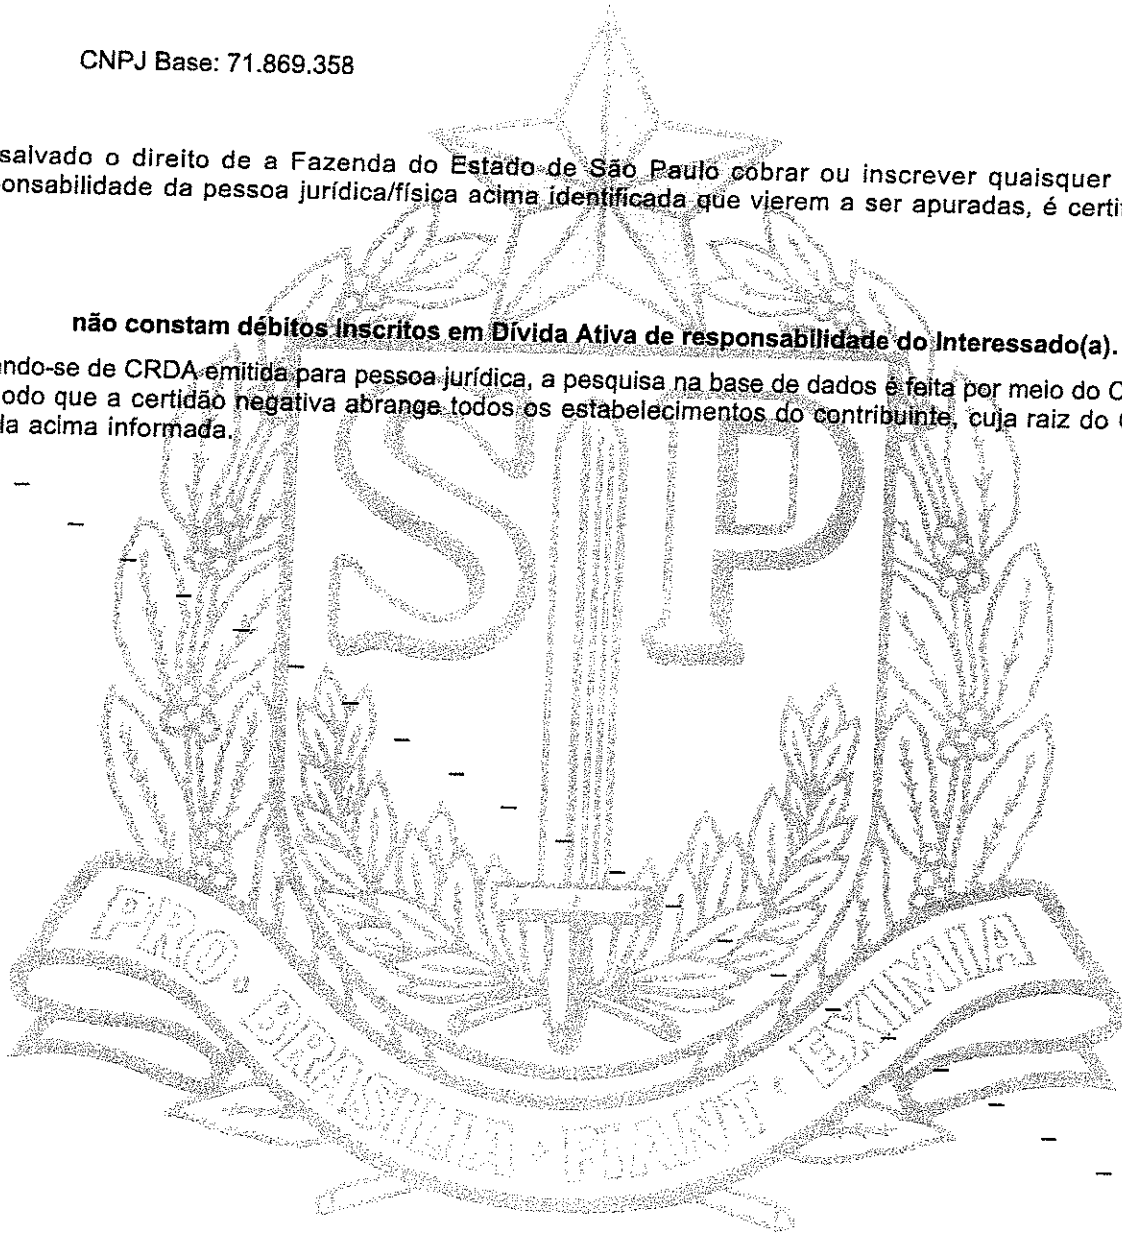 CNPJ Base: 71.869.358
salvado o direito de a Fazenda do Estado de São Paulo cobrar ou inscrever quaisquer
onsabilidade da pessoa jurídica/física acima identificada que vierem a ser apuradas, é certi
não constam débitos inscritos em Dívida Ativa de responsabilidade do Interessado(a).
ndo-se de CRDA emitida para pessoa jurídica, a pesquisa na base de dados é feita por meio do C
odo que a certidão negativa abrange todos os estabelecimentos do contribuinte, cuja raiz do
la acima informada.
SP
PRO BRASILIA FIANT EXIMIA